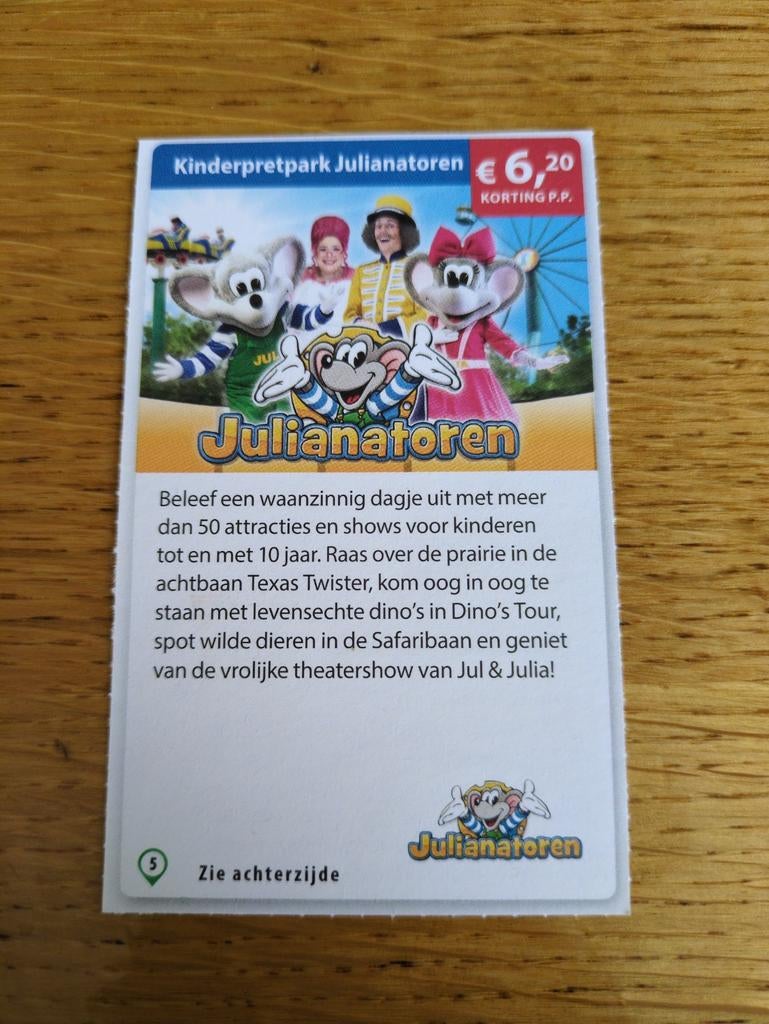 Kinderpretpark Julianatoren
€ 6,20
KORTING P.P.
JUL
Julianatoren
Beleef een waanzinnig dagje uit met meer
dan 50 attracties en shows voor kinderen
tot en met 10 jaar. Raas over de prairie in de
achtbaan Texas Twister, kom oog in oog te
staan met levensechte dino's in Dino's Tour,
spot wilde dieren in de Safaribaan en geniet
van de vrolijke theatershow van Jul & Julia!
Julianatoren
5
Zie achterzijde